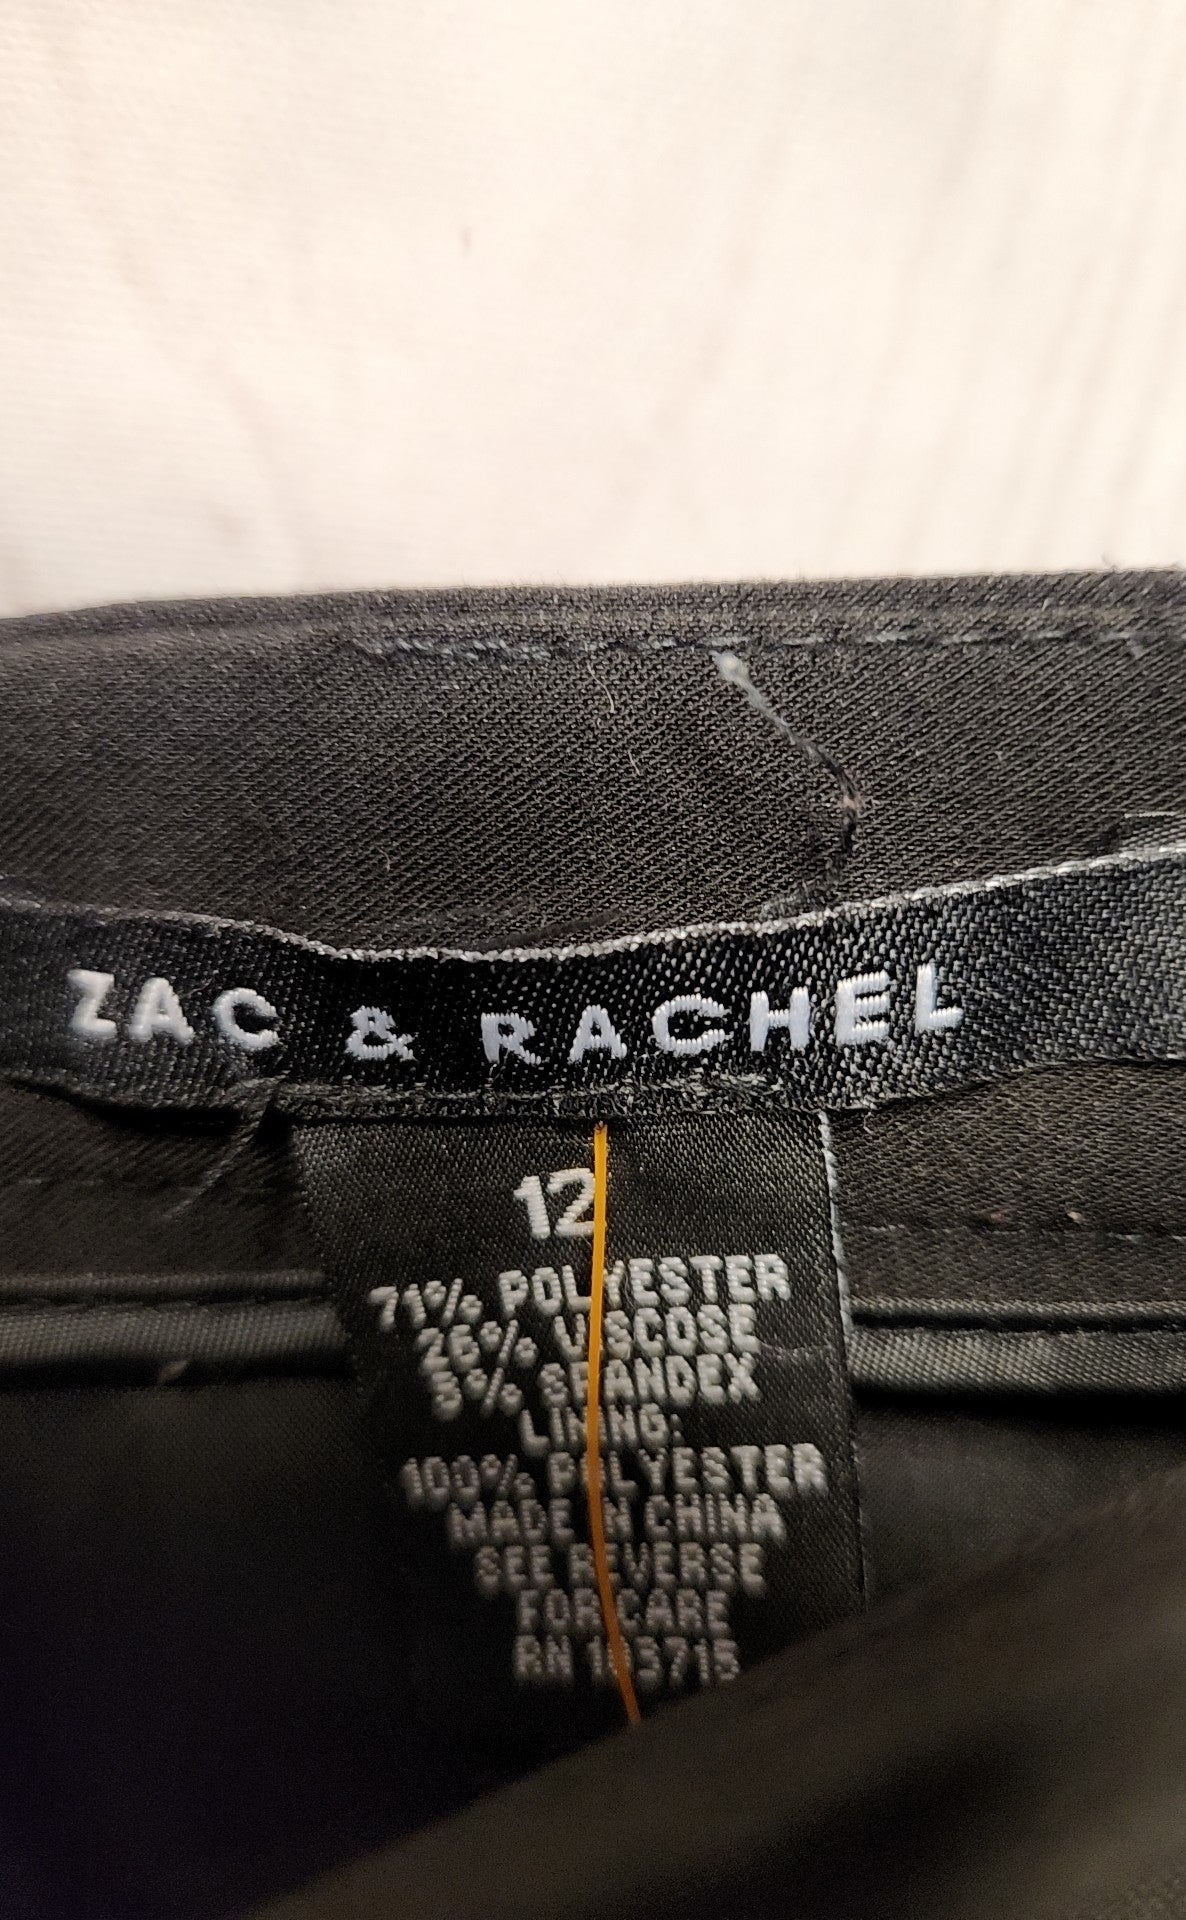 ZAC & RACHEL
12
71% POLYESTER
26% VISCOSE
3% SPANDEX
LINING:
100% POLYESTER
MADE IN CHINA
SEE REVERSE
FOR CARE
RN